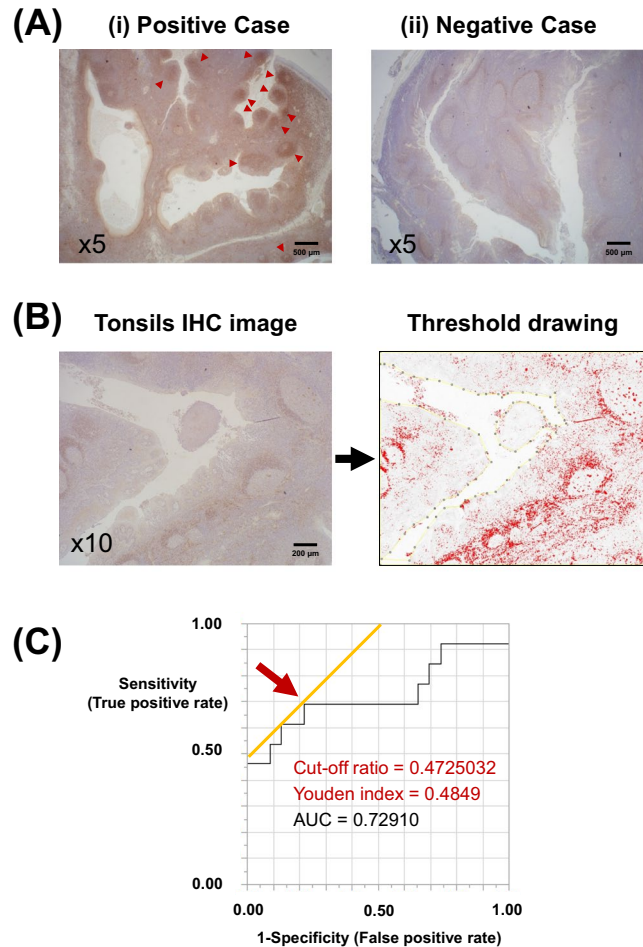 (A)
(i) Positive Case
(ii) Negative Case
x5
500 µm
x5
500 µm
(B)
Tonsils IHC image
Threshold drawing
x10
200 µm
(C)
1.00
Sensitivity
(True positive rate)
0.50
Cut-off ratio = 0.4725032
Youden index = 0.4849
AUC = 0.72910
0.00
0.00
0.50
1.00
1-Specificity (False positive rate)